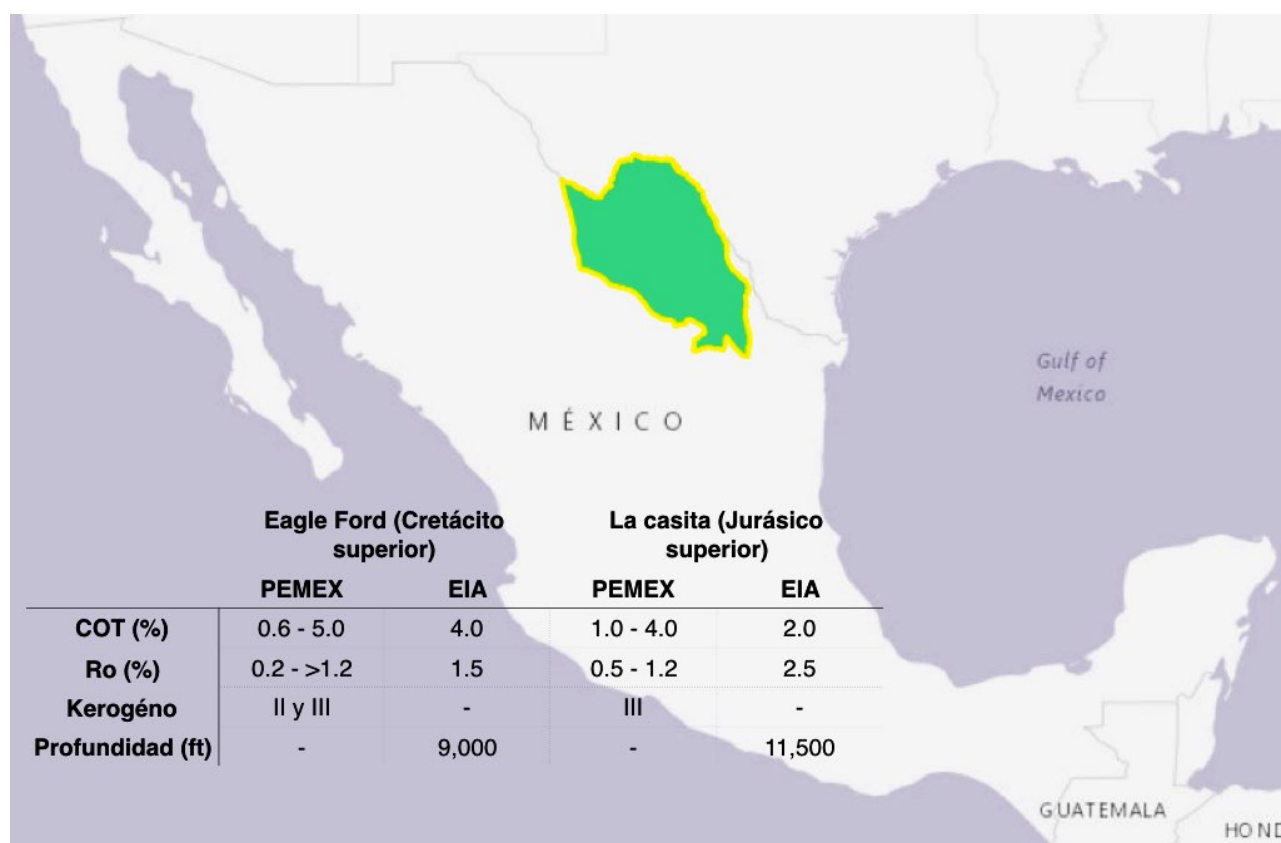 Gulf of
Mexico
MÉXICO
Eagle Ford (Cretácito
superior)
La casita (Jurásico
superior)
PEMEX EIA PEMEX EIA
COT (%) 0.6 - 5.0 4.0 1.0 - 4.0 2.0
Ro (%) 0.2 - >1.2 1.5 0.5 - 1.2 2.5
Kerogéno II y III - III -
Profundidad (ft) - 9,000 - 11,500
GUATEMALA
HOND